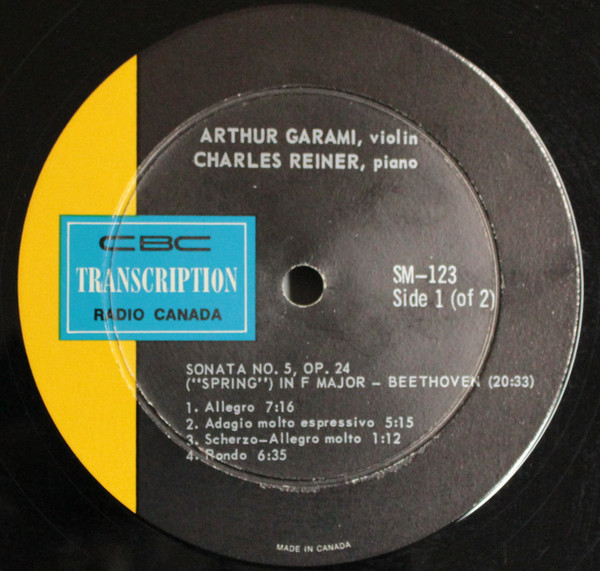 ARTHUR GARAMI, violin
CHARLES REINER, piano
CBC
TRANSCRIPTION
RADIO CANADA
SM-123
Side 1 (of 2)
SONATA NO. 5, OP. 24
("SPRING") IN F MAJOR – BEETHOVEN (20:33)
1. Allegro 7:16
2. Adagio molto espressivo 5:15
3. Scherzo-Allegro molto 1:12
4. Rondo 6:35
MADE IN CANADA